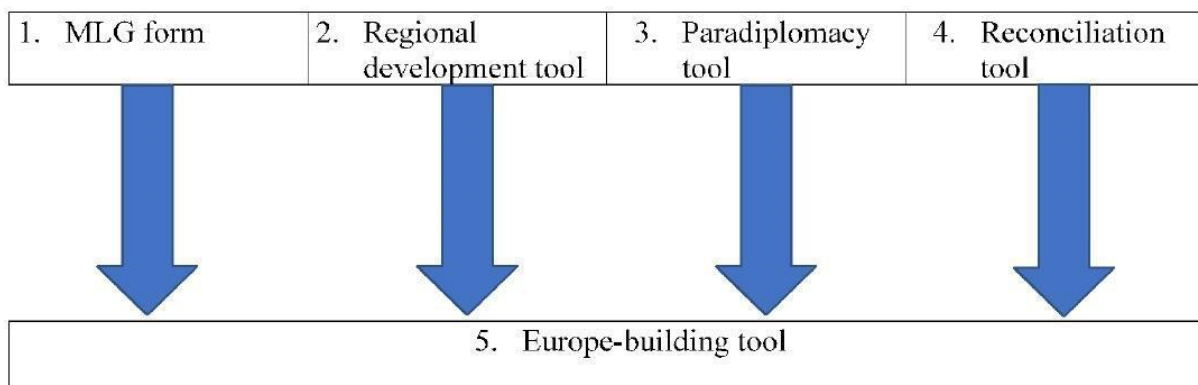 1. MLG form
2. Regional
development tool
3. Paradiplomacy
tool
4. Reconciliation
tool
5. Europe-building tool